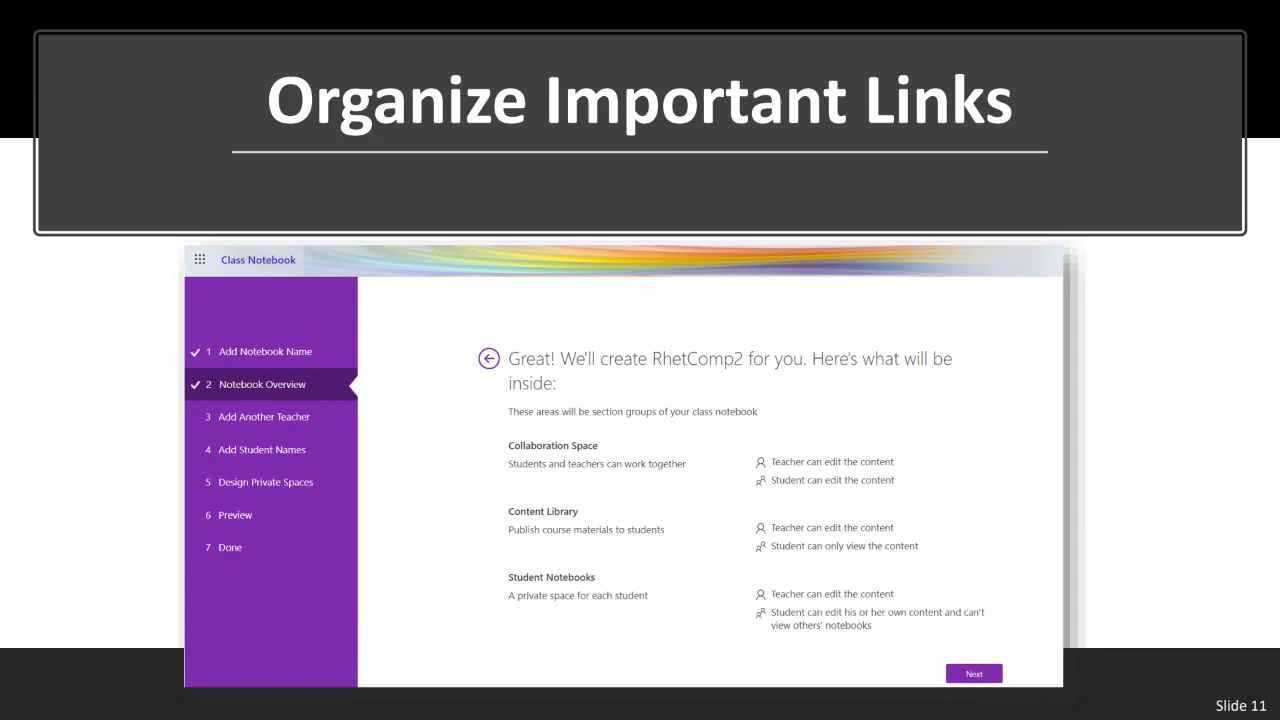 Organize Important Links
Class Notebook
1 Add Notebook Name
2 Notebook Overview
3 Add Another Teacher
4 Add Student Names
5 Design Private Spaces
6 Preview
7 Done
Great! We'll create RhetComp2 for you. Here's what will be
inside:
These areas will be section groups of your class notebook
Collaboration Space
Students and teachers can work together
Teacher can edit the content
Student can edit the content
Content Library
Publish course materials to students
Teacher can edit the content
Student can only view the content
Student Notebooks
A private space for each student
Teacher can edit the content
Student can edit his or her own content and can't
view others' notebooks
Next
Slide 11